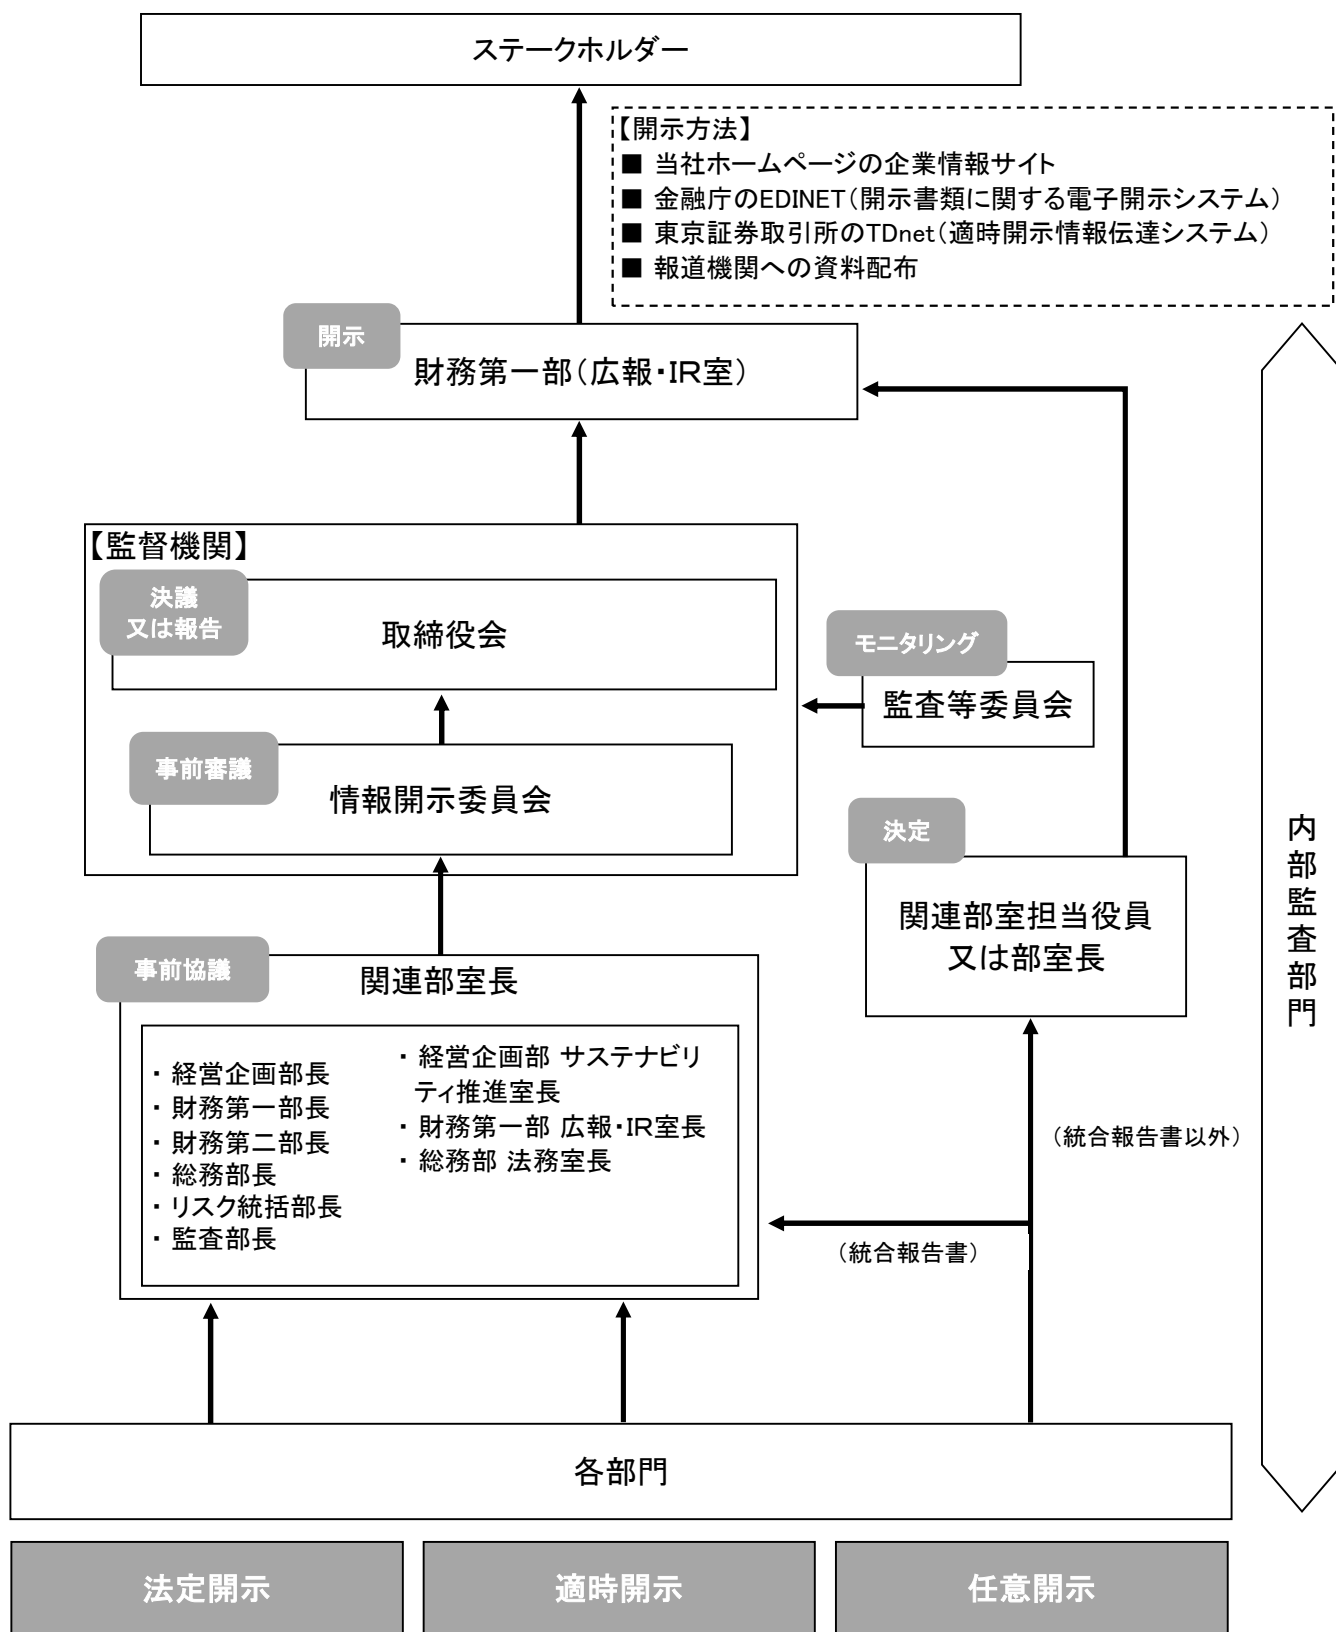 ステークホルダー
【開示方法】
■ 当社ホームページの企業情報サイト
■ 金融庁のEDINET（開示書類に関する電子開示システム）
■ 東京証券取引所のTDnet（適時開示情報伝達システム）
■ 報道機関への資料配布
開示
財務第一部（広報・IR室）
【監督機関】
決議
又は報告
取締役会
モニタリング
監査等委員会
事前審議
情報開示委員会
決定
関連部室担当役員
又は部室長
内部監査部門
事前協議
関連部室長
・ 経営企画部長
・ 財務第一部長
・ 財務第二部長
・ 総務部長
・ リスク統括部長
・ 監査部長
・ 経営企画部 サステナビリ
ティ推進室長
・ 財務第一部 広報・IR室長
・ 総務部 法務室長
（統合報告書以外）
（統合報告書）
各部門
法定開示
適時開示
任意開示